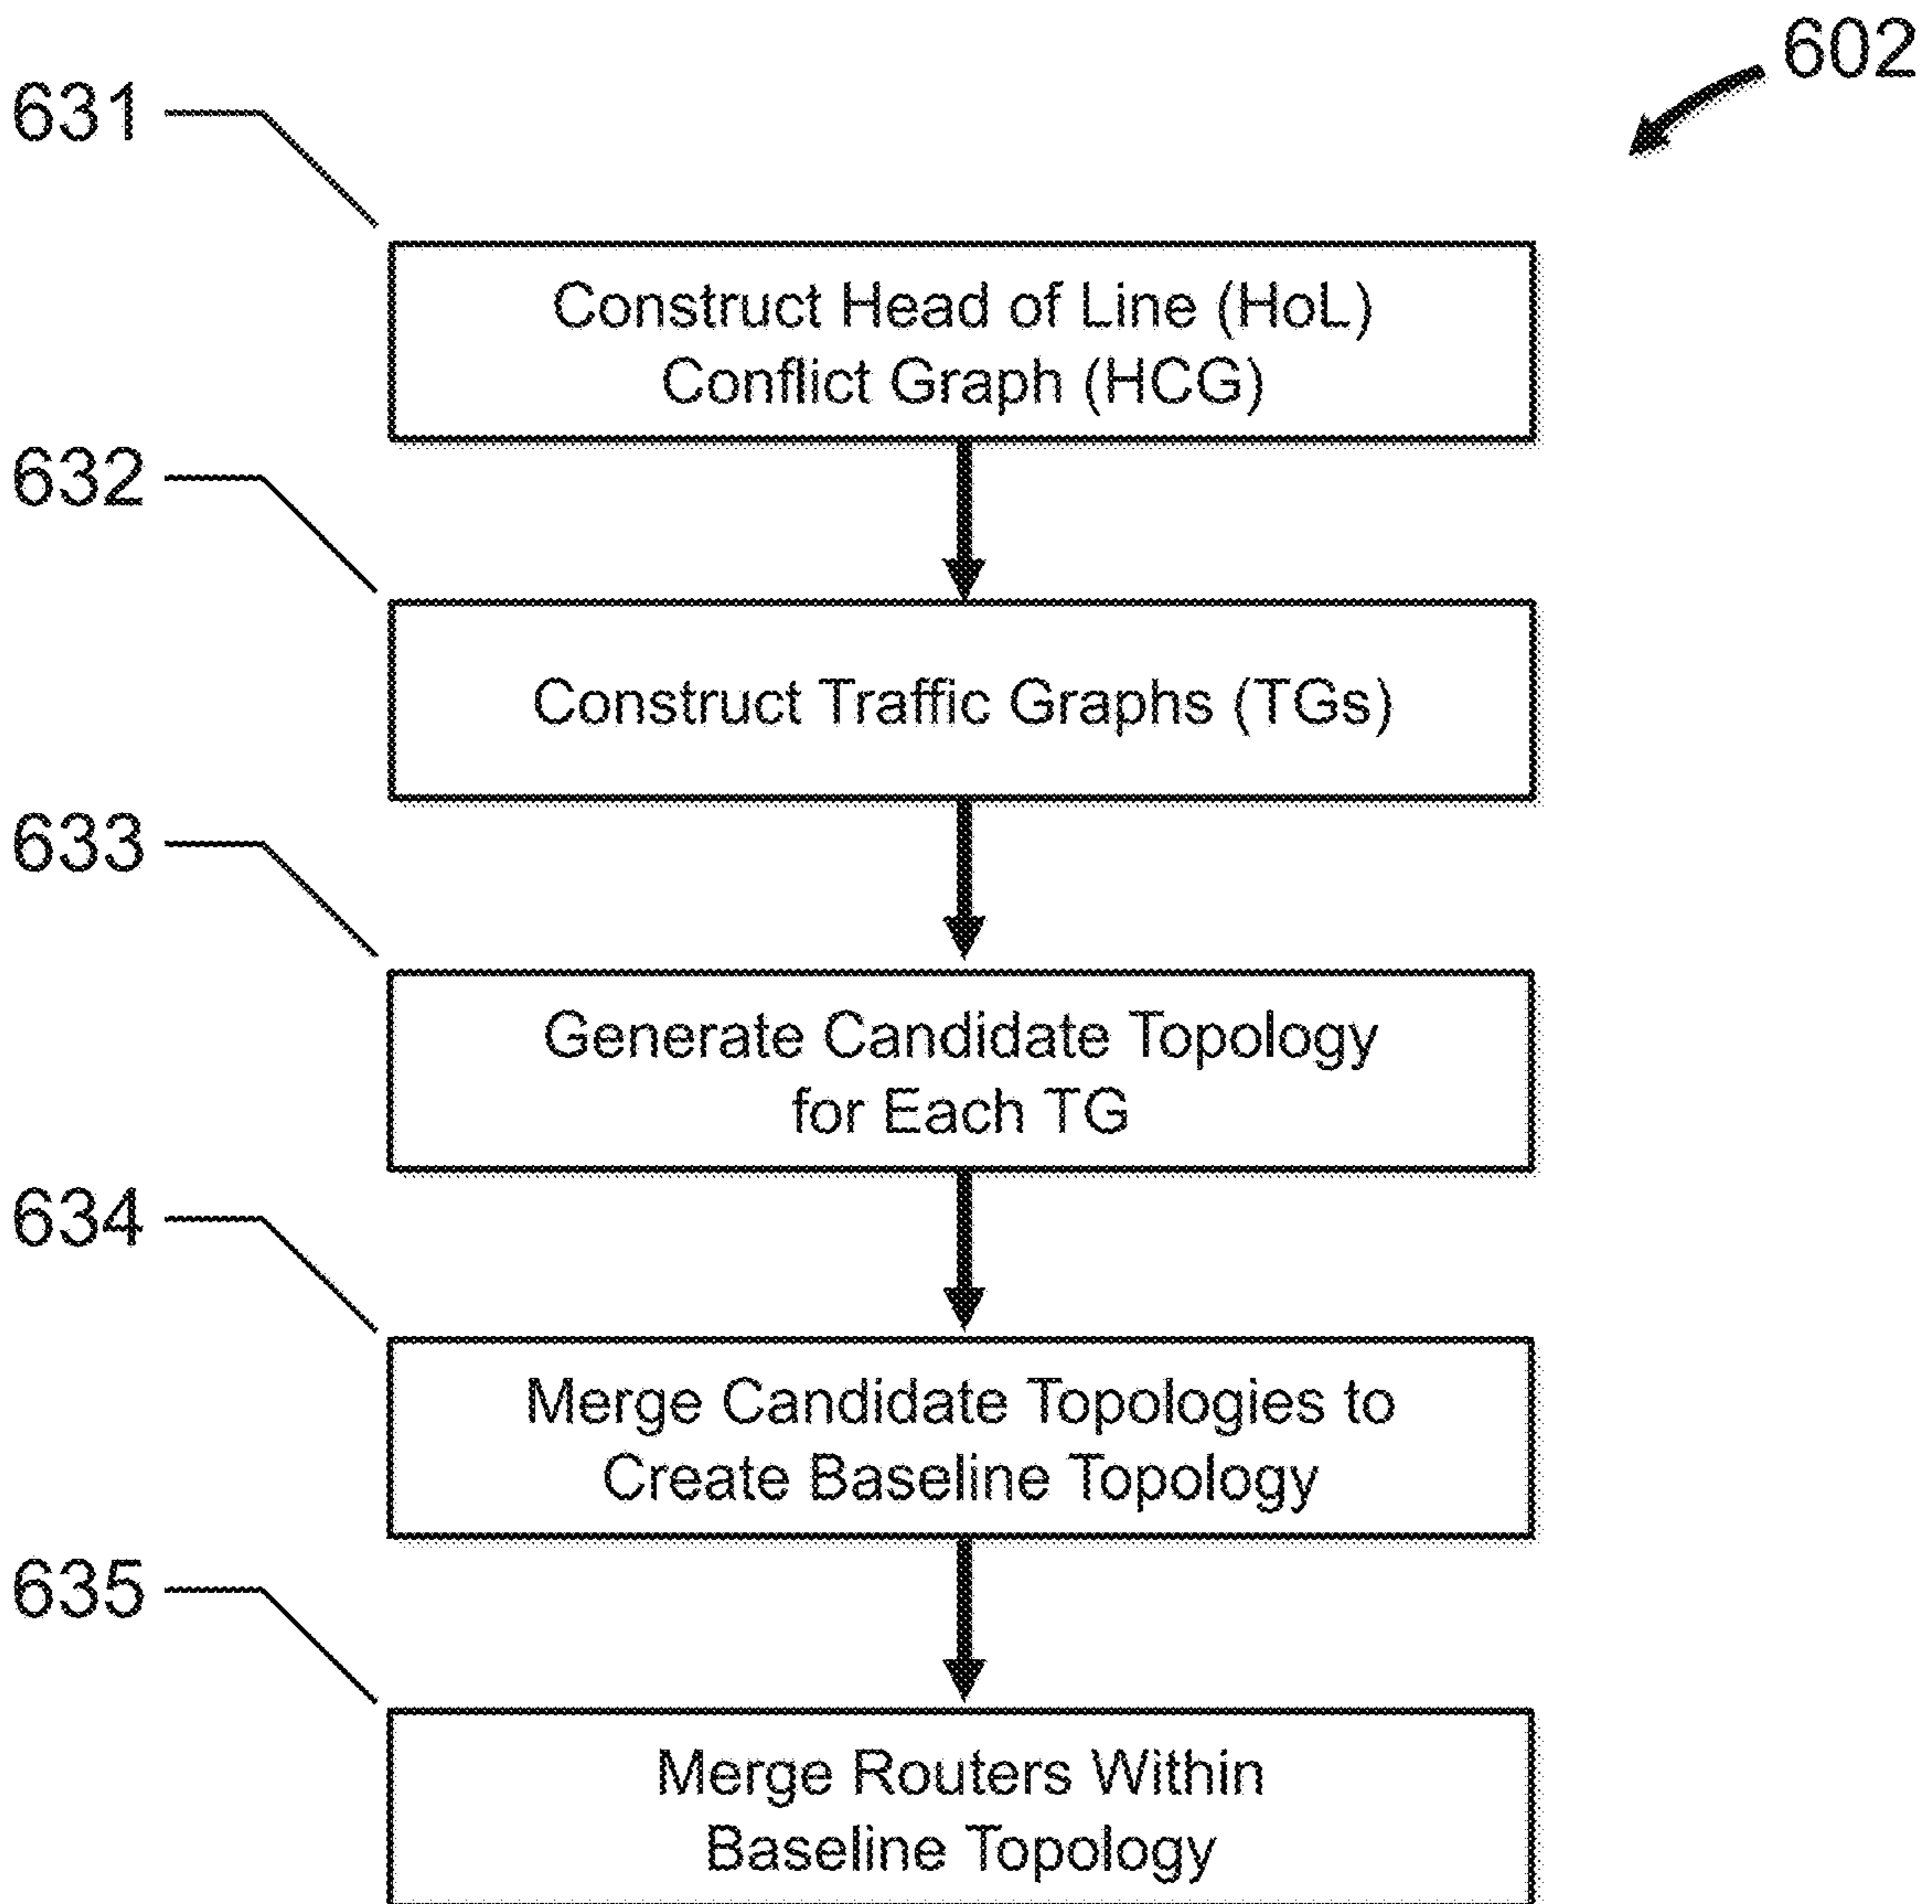 602
631
Construct Head of Line (HoL)
Conflict Graph (HCG)
632
Construct Traffic Graphs (TGs)
633
Generate Candidate Topology
for Each TG
634
Merge Candidate Topologies to
Create Baseline Topology
635
Merge Routers Within
Baseline Topology